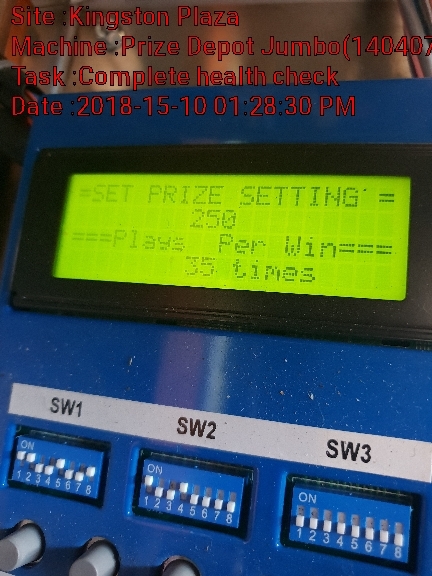 Site :Kingston Plaza
Machine :Prize Depot Jumbo(140407
Task :Complete health check
Date :2018-15-10 01:28:30 PM
=SET PRIZE SETTING =
250
===Plays Per Win===
35 times
SW1
SW2
SW3
ON
1 2 3 4 5 6 7 8
ON
1 2 3 4 5 6 7 8
ON
1 2 3 4 5 6 7 8